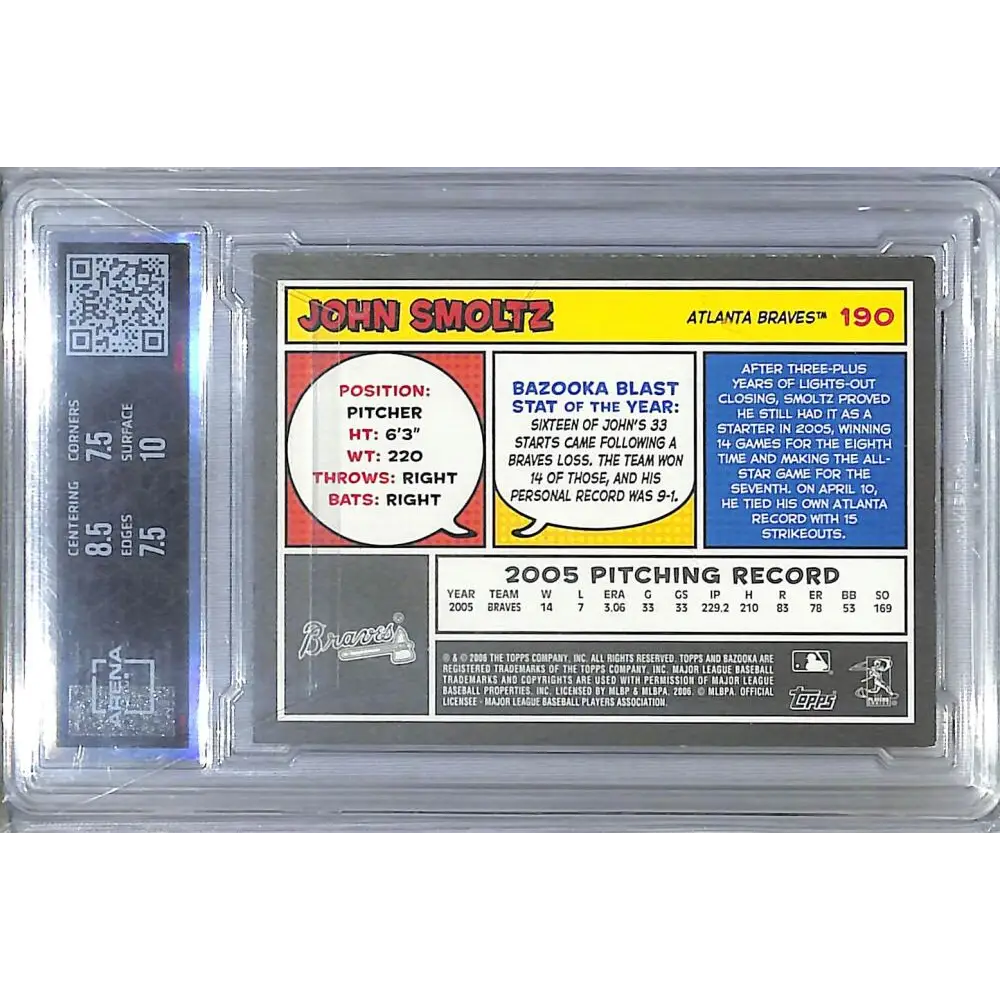 JOHN SMOLTZ
ATLANTA BRAVES™ 190
POSITION:
PITCHER
HT: 6'3"
WT: 220
THROWS: RIGHT
BATS: RIGHT
BAZOOKA BLAST
STAT OF THE YEAR:
SIXTEEN OF JOHN'S 33
STARTS CAME FOLLOWING A
BRAVES LOSS. THE TEAM WON
14 OF THOSE, AND HIS
PERSONAL RECORD WAS 9-1.
AFTER THREE-PLUS
YEARS OF LIGHTS-OUT
CLOSING, SMOLTZ PROVED
HE STILL HAD IT AS A
STARTER IN 2005, WINNING
14 GAMES FOR THE EIGHTH
TIME AND MAKING THE ALL-
STAR GAME FOR THE
SEVENTH. ON APRIL 10,
HE TIED HIS OWN ATLANTA
RECORD WITH 15
STRIKEOUTS.
2005 PITCHING RECORD
YEAR TEAM W L ERA G GS IP H R ER BB SO
2005 BRAVES 14 7 3.06 33 33 229.2 210 83 78 53 169
Braves
® & © 2006 THE TOPPS COMPANY, INC. ALL RIGHTS RESERVED. TOPPS AND BAZOOKA ARE
REGISTERED TRADEMARKS OF THE TOPPS COMPANY, INC. MAJOR LEAGUE BASEBALL
TRADEMARKS AND COPYRIGHTS ARE USED WITH PERMISSION OF MAJOR LEAGUE
BASEBALL PROPERTIES, INC. LICENSED BY MLBP & MLBPA. 2006. © MLBPA. OFFICIAL
LICENSEE - MAJOR LEAGUE BASEBALL PLAYERS ASSOCIATION.
TOPPS
CENTERING CORNERS
8.5 7.5
EDGES SURFACE
7.5 10
ARENA